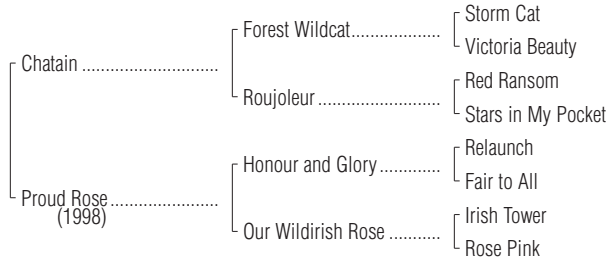 Storm Cat
Forest Wildcat...................
Victoria Beauty
Chatain .............................
Red Ransom
Roujoleur..........................
Stars in My Pocket
Relaunch
Honour and Glory.............
Fair to All
Proud Rose.......................
(1998)
Irish Tower
Our Wildirish Rose ...........
Rose Pink